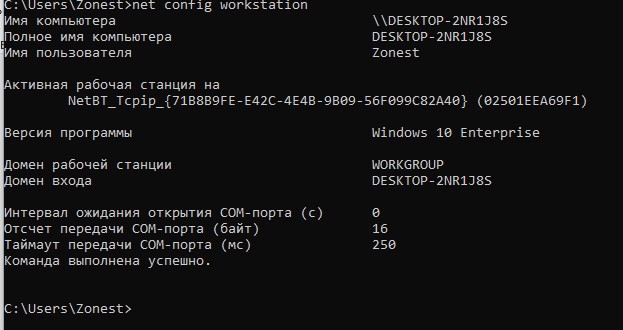 C:\Users\Zonest>net config workstation
Имя компьютера \\DESKTOP-2NR1J8S
Полное имя компьютера DESKTOP-2NR1J8S
Имя пользователя Zonest
Активная рабочая станция на
NetBT_Tcpip_{71B8B9FE-E42C-4E4B-9B09-56F099C82A40} (02501EEA69F1)
Версия программы Windows 10 Enterprise
Домен рабочей станции WORKGROUP
Домен входа DESKTOP-2NR1J8S
Интервал ожидания открытия COM-порта (с) 0
Отсчет передачи COM-порта (байт) 16
Таймаут передачи COM-порта (мс) 250
Команда выполнена успешно.
C:\Users\Zonest>